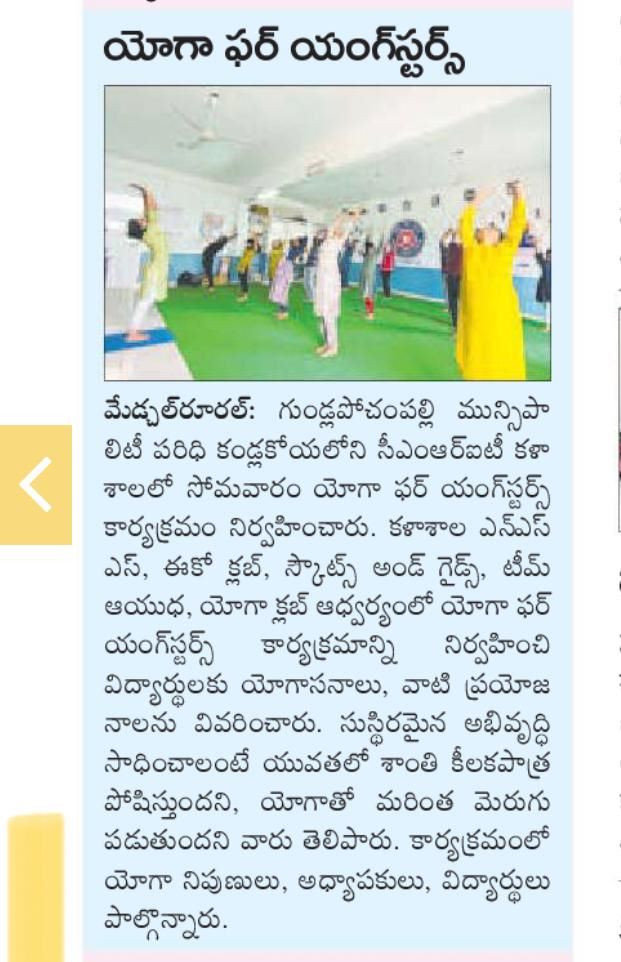 యోగా ఫర్ యంగ్‌స్టర్స్
మేడ్చల్‌రూరల్: గుండ్లపోచంపల్లి మున్సిపా
లిటీ పరిధి కండ్లకోయలోని సీఎంఆర్ఐటీ కళా
శాలలో సోమవారం యోగా ఫర్ యంగ్‌స్టర్స్
కార్యక్రమం నిర్వహించారు. కళాశాల ఎన్ఎస్
ఎస్, ఈకో క్లబ్, స్కౌట్స్ అండ్ గైడ్స్, టీమ్
ఆయుధ, యోగా క్లబ్ ఆధ్వర్యంలో యోగా ఫర్
యంగ్‌స్టర్స్ కార్యక్రమాన్ని నిర్వహించి
విద్యార్థులకు యోగాసనాలు, వాటి ప్రయోజ
నాలను వివరించారు. సుస్థిరమైన అభివృద్ధి
సాధించాలంటే యువతలో శాంతి కీలకపాత్ర
పోషిస్తుందని, యోగాతో మరింత మెరుగు
పడుతుందని వారు తెలిపారు. కార్యక్రమంలో
యోగా నిపుణులు, అధ్యాపకులు, విద్యార్థులు
పాల్గొన్నారు.